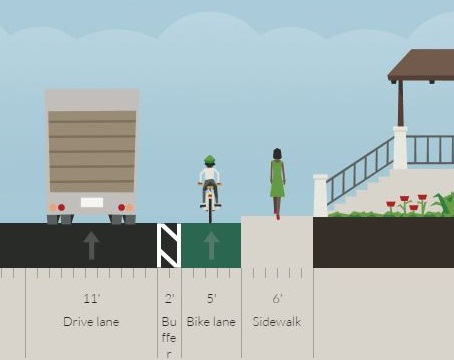 11'
Drive lane
2'
Bu
ffe
r
5'
Bike lane
6'
Sidewalk